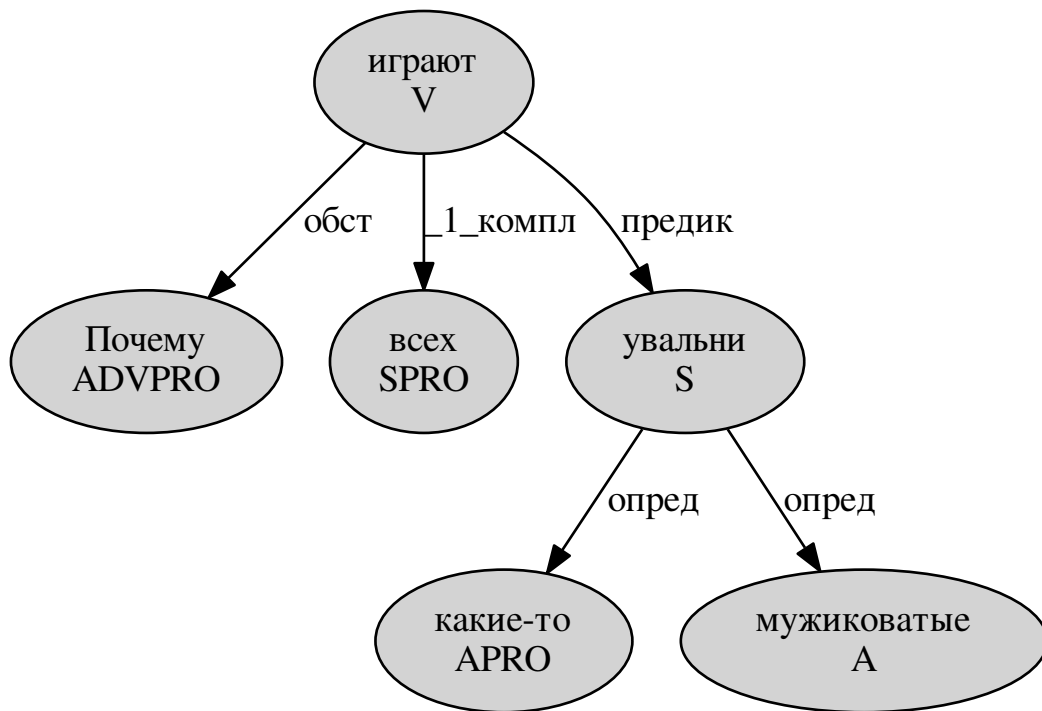 играют
V
обст
_1_компл
предик
Почему
ADVPRO
всех
SPRO
увальни
S
опред
опред
какие-то
APRO
мужиковатые
A